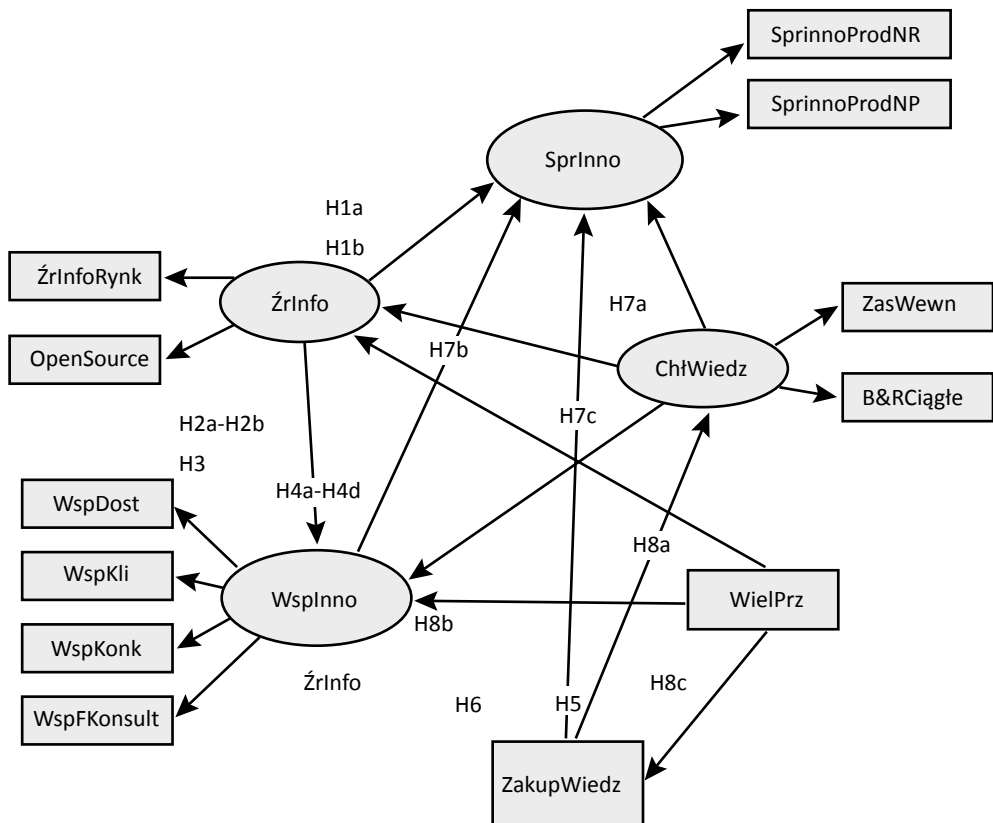 SprinnoProdNR
SprinnoProdNP
SprInno
H1a
H1b
ŹrInfoRynk
ŹrInfo
OpenSource
H7a
ZasWewn
H7b
ChłWiedz
B&RCiągłe
H7c
H2a-H2b
H3
H4a-H4d
WspDost
WspKli
WspKonk
WspFKonsult
WspInno
H8a
WielPrz
H8b
ŹrInfo
H8c
H6
H5
ZakupWiedz